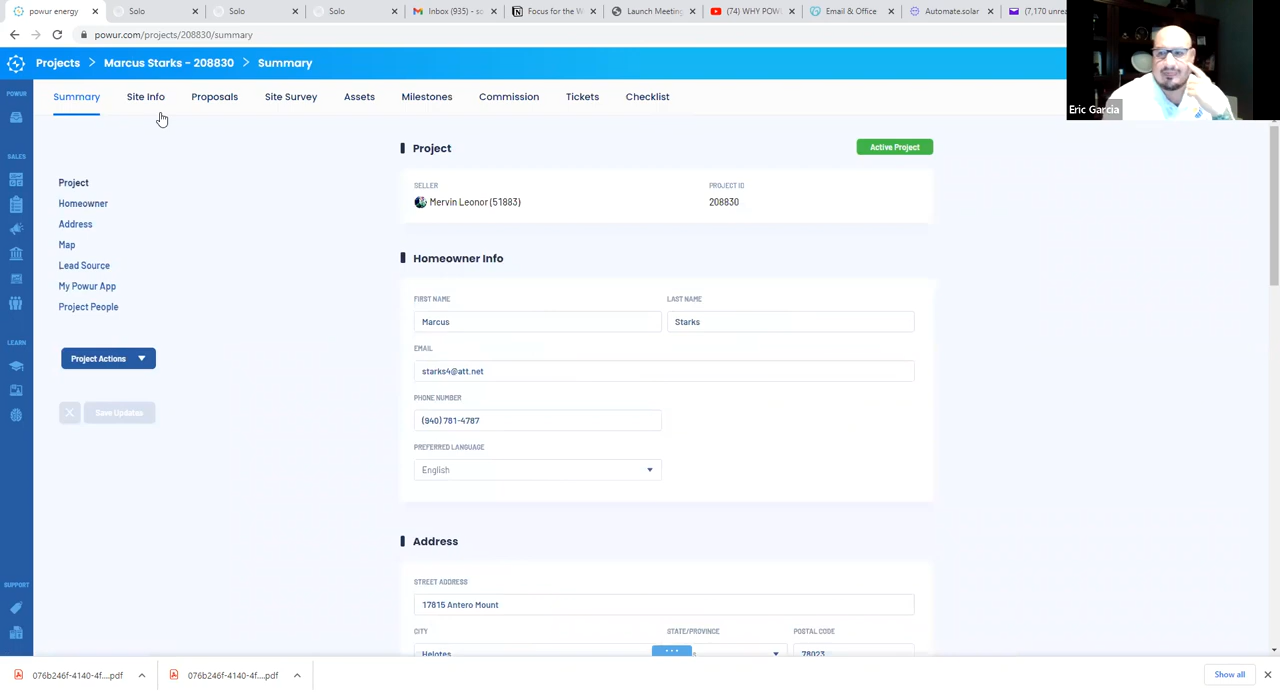 powur energy
Solo
Solo
Solo
Inbox (935) - so
Focus for the W
Launch Meeting
(74) WHY POW
Email & Office
Automate.solar
(7,170 unrea
powur.com/projects/208830/summary
Projects > Marcus Starks - 208830 > Summary
Eric Garcia
POWUR
SALES
LEARN
SUPPORT
Summary
Site Info
Proposals
Site Survey
Assets
Milestones
Commission
Tickets
Checklist
Project
Homeowner
Address
Map
Lead Source
My Powur App
Project People
Project Actions
Save Updates
Project
Active Project
SELLER
PROJECT ID
Mervin Leonor (51883)
208830
Homeowner Info
FIRST NAME
LAST NAME
Marcus
Starks
EMAIL
starks4@att.net
PHONE NUMBER
(940) 781-4787
PREFERRED LANGUAGE
English
Address
STREET ADDRESS
17815 Antero Mount
CITY
STATE/PROVINCE
POSTAL CODE
Helotes
78023
076b246f-4140-4f....pdf
076b246f-4140-4f....pdf
Show all